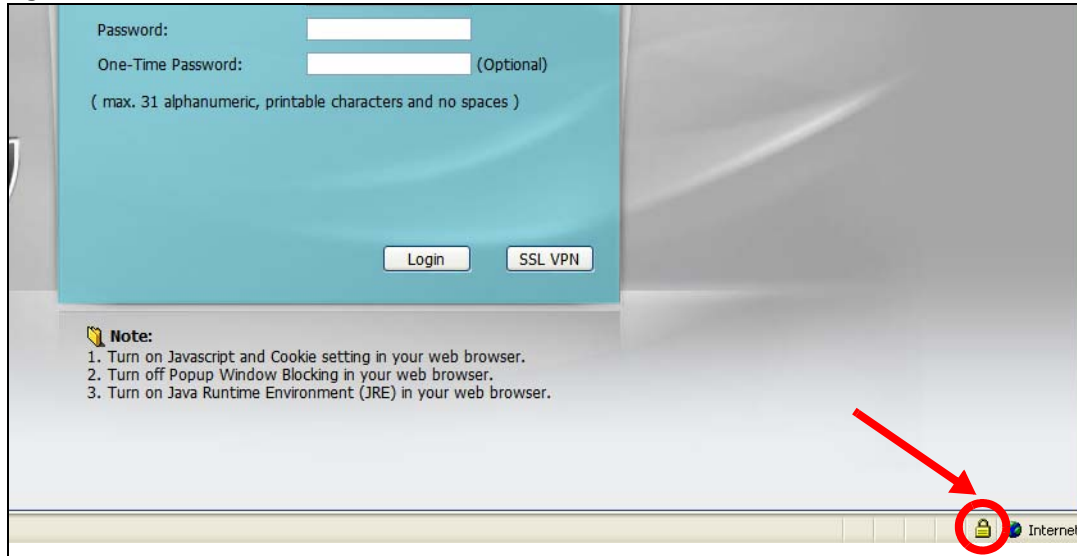 Password:
One-Time Password: (Optional)
( max. 31 alphanumeric, printable characters and no spaces )
Login SSL VPN
Note:
1. Turn on Javascript and Cookie setting in your web browser.
2. Turn off Popup Window Blocking in your web browser.
3. Turn on Java Runtime Environment (JRE) in your web browser.
Internet